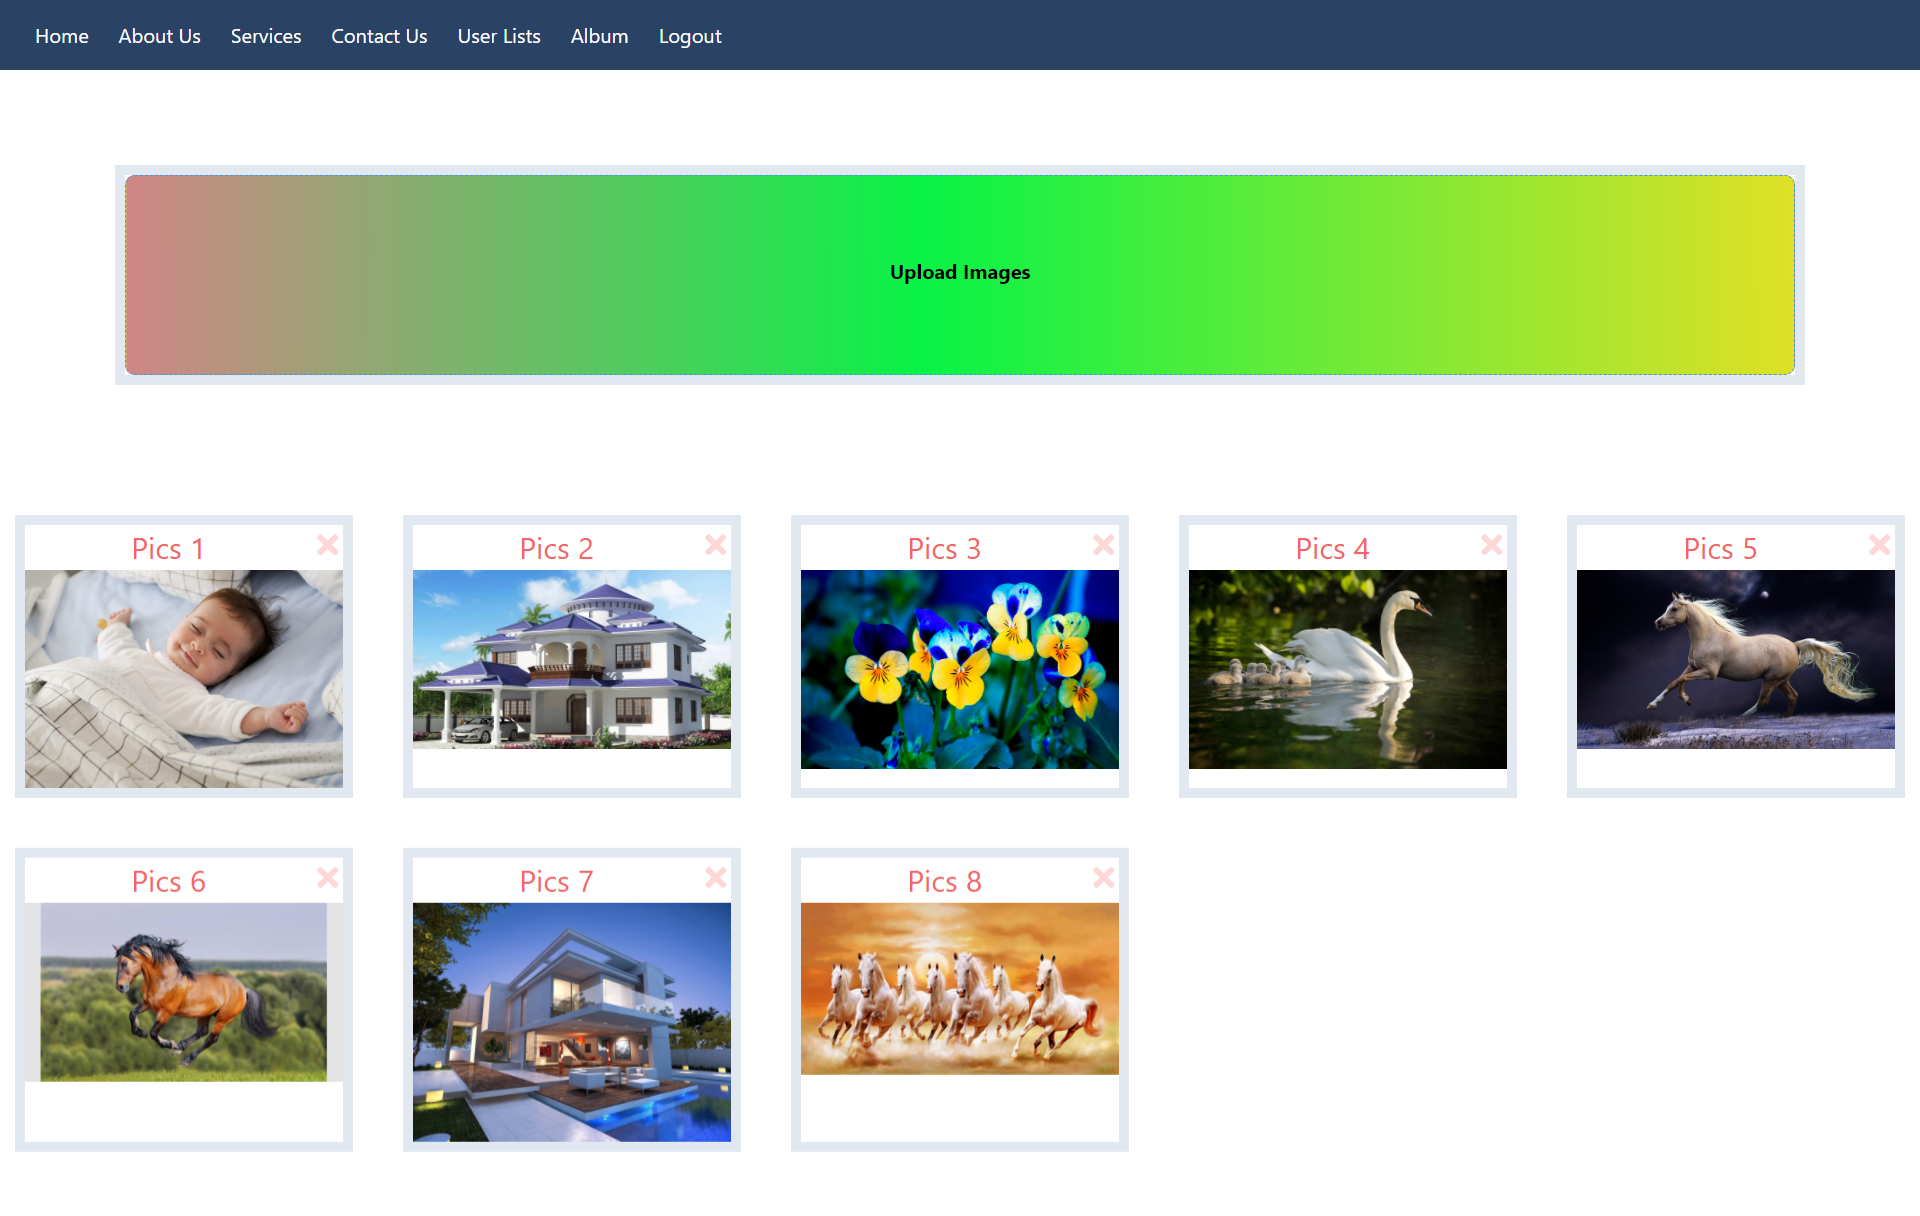 Home About Us Services Contact Us User Lists Album Logout
Upload Images
Pics 1
Pics 2
Pics 3
Pics 4
Pics 5
Pics 6
Pics 7
Pics 8